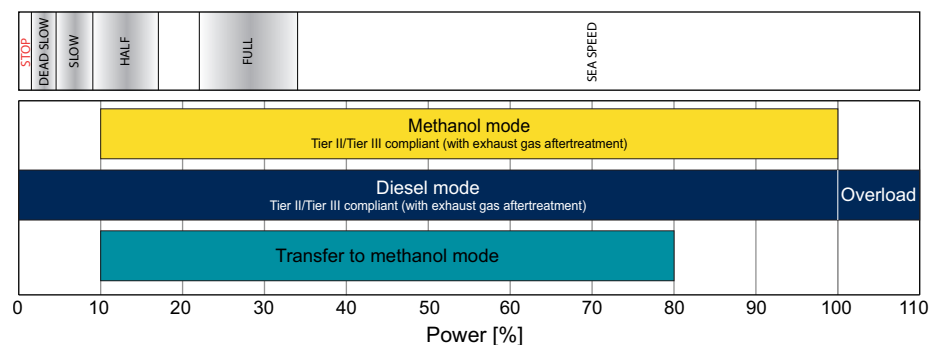 STOP
DEAD SLOW
SLOW
HALF
FULL
SEA SPEED
Methanol mode
Tier II/Tier III compliant (with exhaust gas aftertreatment)
Diesel mode
Tier II/Tier III compliant (with exhaust gas aftertreatment)
Overload
Transfer to methanol mode
0 10 20 30 40 50 60 70 80 90 100 110
Power [%]